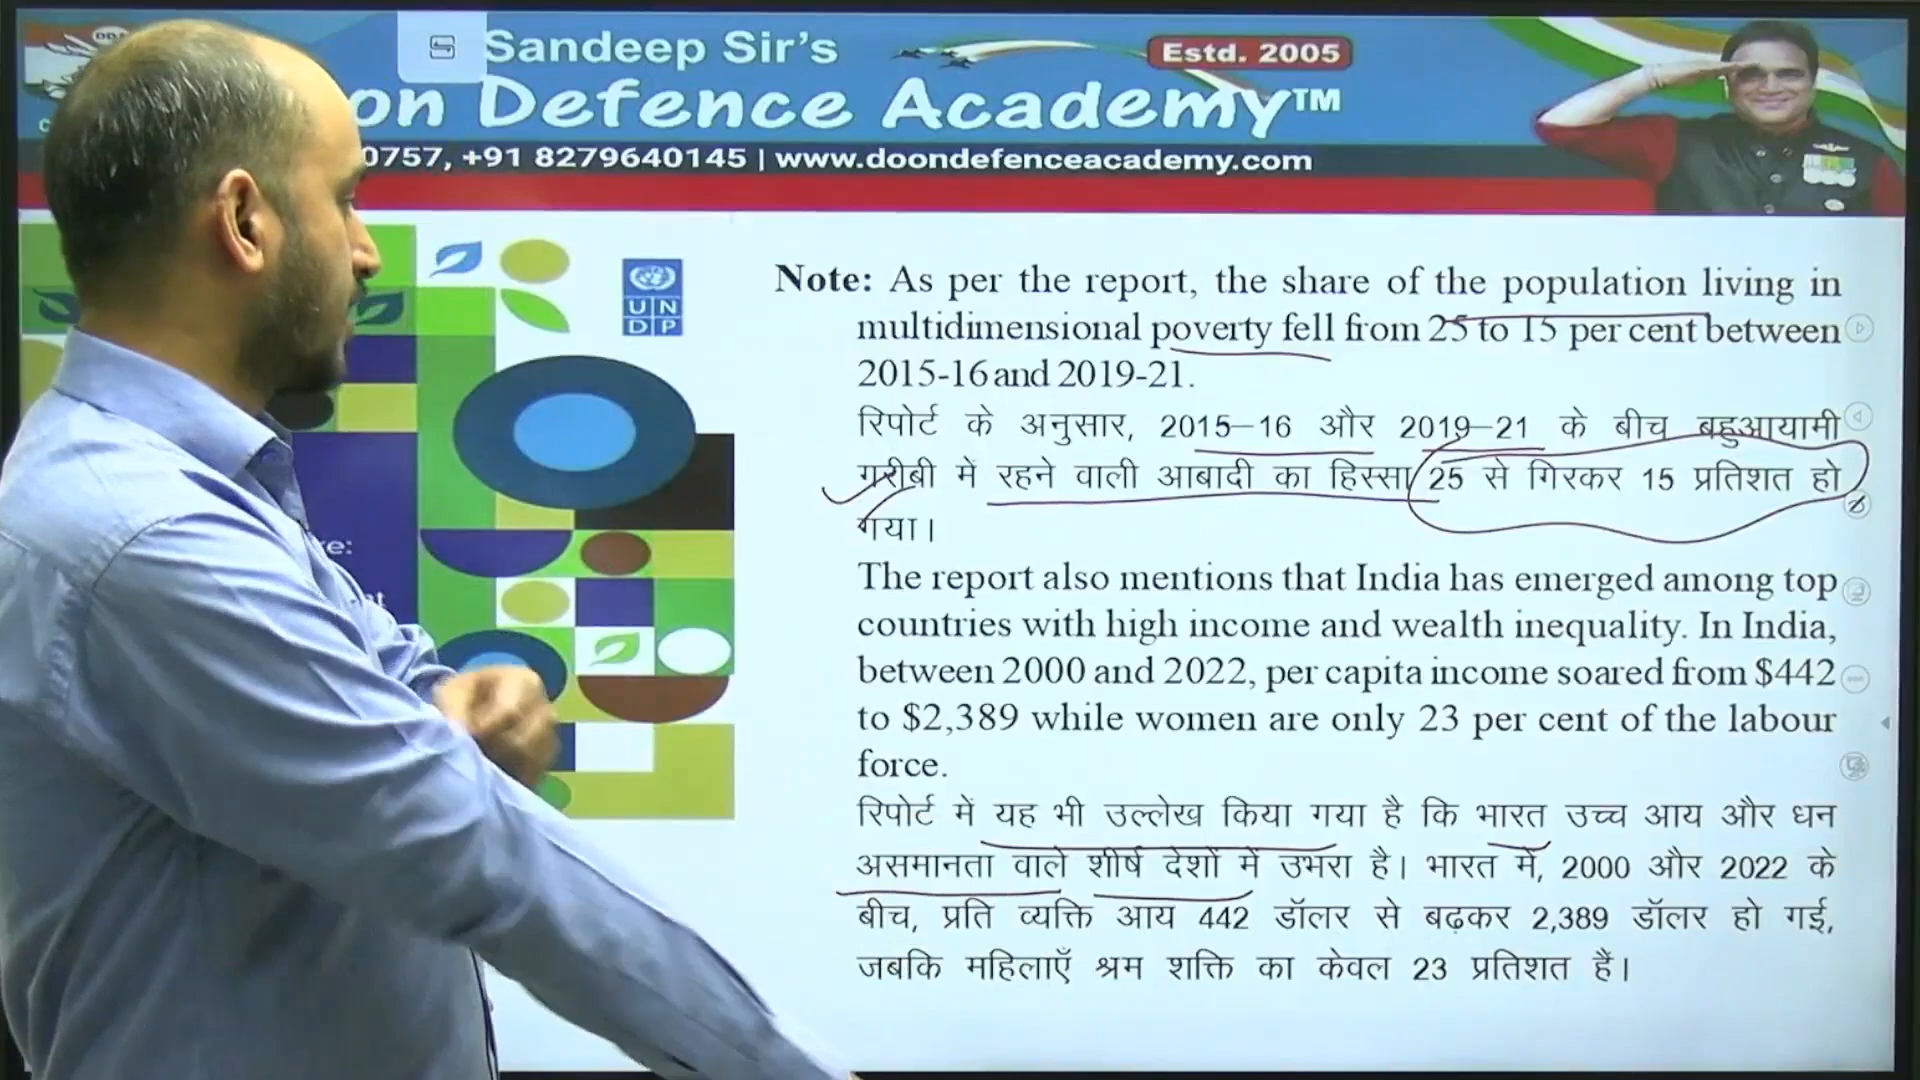 Sandeep Sir's
Estd. 2005
on Defence Academy™
0757, +91 8279640145 | www.doondefenceacademy.com
UN
DP
Note: As per the report, the share of the population living in
multidimensional poverty fell from 25 to 15 per cent between
2015-16 and 2019-21.
रिपोर्ट के अनुसार, 2015–16 और 2019–21 के बीच बहुआयामी
गरीबी में रहने वाली आबादी का हिस्सा 25 से गिरकर 15 प्रतिशत हो
गया।
The report also mentions that India has emerged among top
countries with high income and wealth inequality. In India,
between 2000 and 2022, per capita income soared from $442
to $2,389 while women are only 23 per cent of the labour
force.
रिपोर्ट में यह भी उल्लेख किया गया है कि भारत उच्च आय और धन
असमानता वाले शीर्ष देशों में उभरा है। भारत में, 2000 और 2022 के
बीच, प्रति व्यक्ति आय 442 डॉलर से बढ़कर 2,389 डॉलर हो गई,
जबकि महिलाएँ श्रम शक्ति का केवल 23 प्रतिशत हैं।